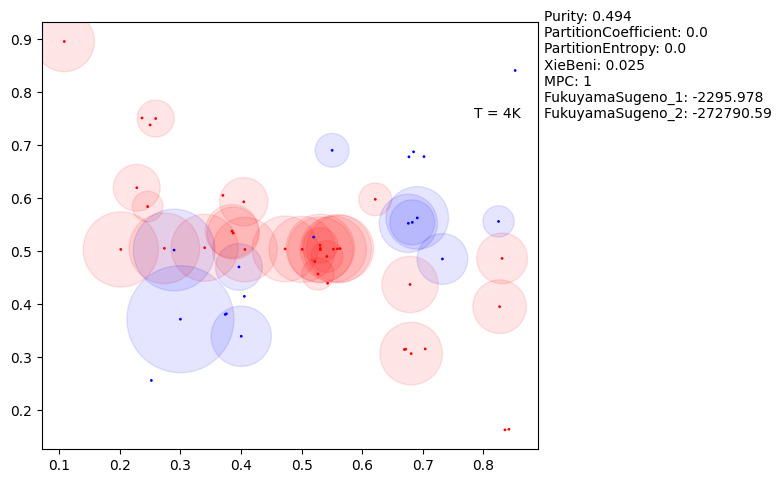 Purity: 0.494
PartitionCoefficient: 0.0
PartitionEntropy: 0.0
XieBeni: 0.025
MPC: 1
FukuyamaSugeno_1: -2295.978
FukuyamaSugeno_2: -272790.59
T = 4K
0.9
0.8
0.7
0.6
0.5
0.4
0.3
0.2
0.1 0.2 0.3 0.4 0.5 0.6 0.7 0.8